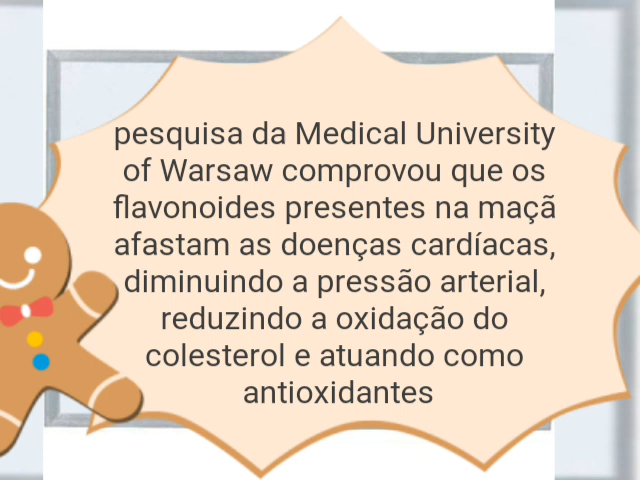 pesquisa da Medical University
of Warsaw comprovou que os
flavonoides presentes na maçã
afastam as doenças cardíacas,
diminuindo a pressão arterial,
reduzindo a oxidação do
colesterol e atuando como
antioxidantes